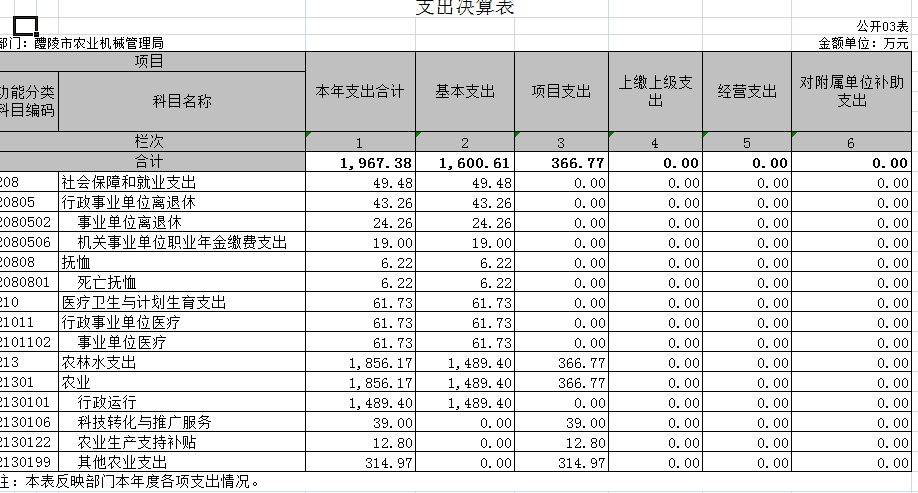 支出决算表
公开03表
部门：醴陵市农业机械管理局 金额单位：万元
项目 本年支出合计 基本支出 项目支出 上缴上级支出 经营支出 对附属单位补助支出
功能分类科目编码 科目名称
栏次 1 2 3 4 5 6
合计 1,967.38 1,600.61 366.77 0.00 0.00 0.00
208 社会保障和就业支出 49.48 49.48 0.00 0.00 0.00 0.00
20805 行政事业单位离退休 43.26 43.26 0.00 0.00 0.00 0.00
2080502 事业单位离退休 24.26 24.26 0.00 0.00 0.00 0.00
2080506 机关事业单位职业年金缴费支出 19.00 19.00 0.00 0.00 0.00 0.00
20808 抚恤 6.22 6.22 0.00 0.00 0.00 0.00
2080801 死亡抚恤 6.22 6.22 0.00 0.00 0.00 0.00
210 医疗卫生与计划生育支出 61.73 61.73 0.00 0.00 0.00 0.00
21011 行政事业单位医疗 61.73 61.73 0.00 0.00 0.00 0.00
2101102 事业单位医疗 61.73 61.73 0.00 0.00 0.00 0.00
213 农林水支出 1,856.17 1,489.40 366.77 0.00 0.00 0.00
21301 农业 1,856.17 1,489.40 366.77 0.00 0.00 0.00
2130101 行政运行 1,489.40 1,489.40 0.00 0.00 0.00 0.00
2130106 科技转化与推广服务 39.00 0.00 39.00 0.00 0.00 0.00
2130122 农业生产支持补贴 12.80 0.00 12.80 0.00 0.00 0.00
2130199 其他农业支出 314.97 0.00 314.97 0.00 0.00 0.00
注：本表反映部门本年度各项支出情况。